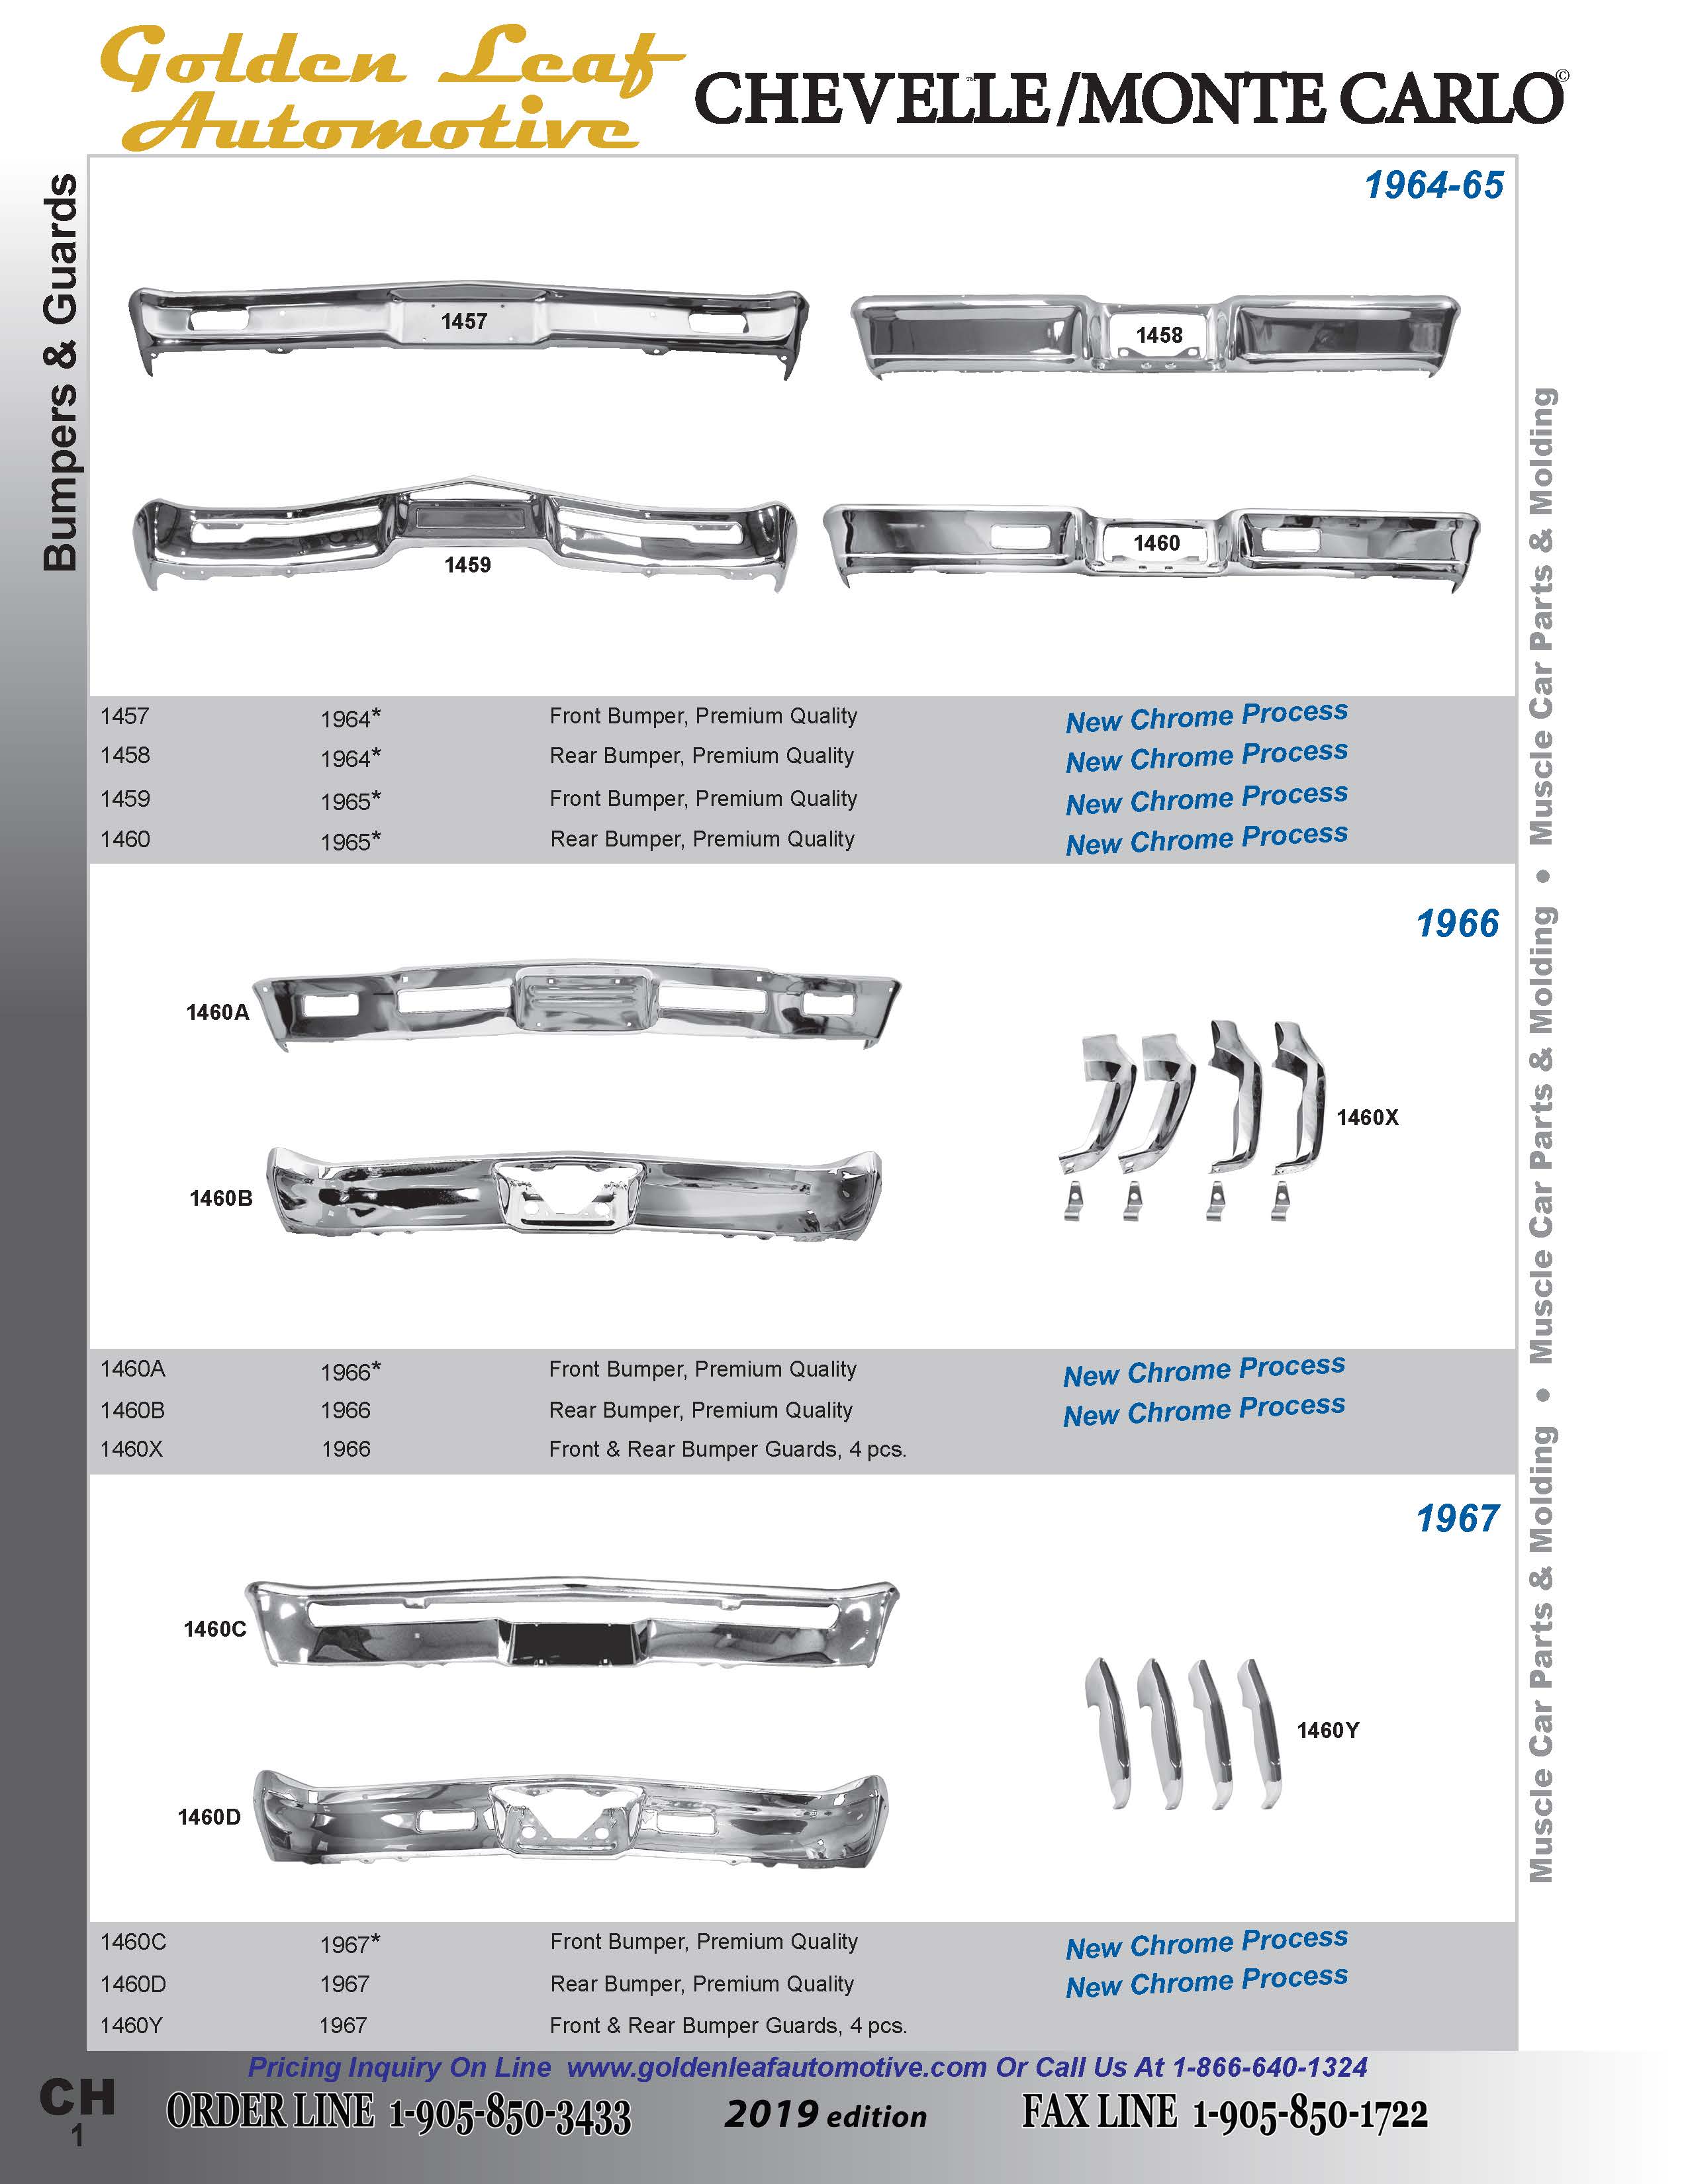 Golden Leaf
Automotive
CHEVELLE™/MONTE CARLO©
Bumpers & Guards
1964-65
1457
1458
1459
1460
1457 1964* Front Bumper, Premium Quality New Chrome Process
1458 1964* Rear Bumper, Premium Quality New Chrome Process
1459 1965* Front Bumper, Premium Quality New Chrome Process
1460 1965* Rear Bumper, Premium Quality New Chrome Process
1966
1460A
1460X
1460B
1460A 1966* Front Bumper, Premium Quality New Chrome Process
1460B 1966 Rear Bumper, Premium Quality New Chrome Process
1460X 1966 Front & Rear Bumper Guards, 4 pcs.
1967
1460C
1460Y
1460D
1460C 1967* Front Bumper, Premium Quality New Chrome Process
1460D 1967 Rear Bumper, Premium Quality New Chrome Process
1460Y 1967 Front & Rear Bumper Guards, 4 pcs.
Muscle Car Parts & Molding • Muscle Car Parts & Molding • Muscle Car Parts & Molding
Pricing Inquiry On Line www.goldenleafautomotive.com Or Call Us At 1-866-640-1324
CH
1
ORDER LINE 1-905-850-3433 2019 edition FAX LINE 1-905-850-1722